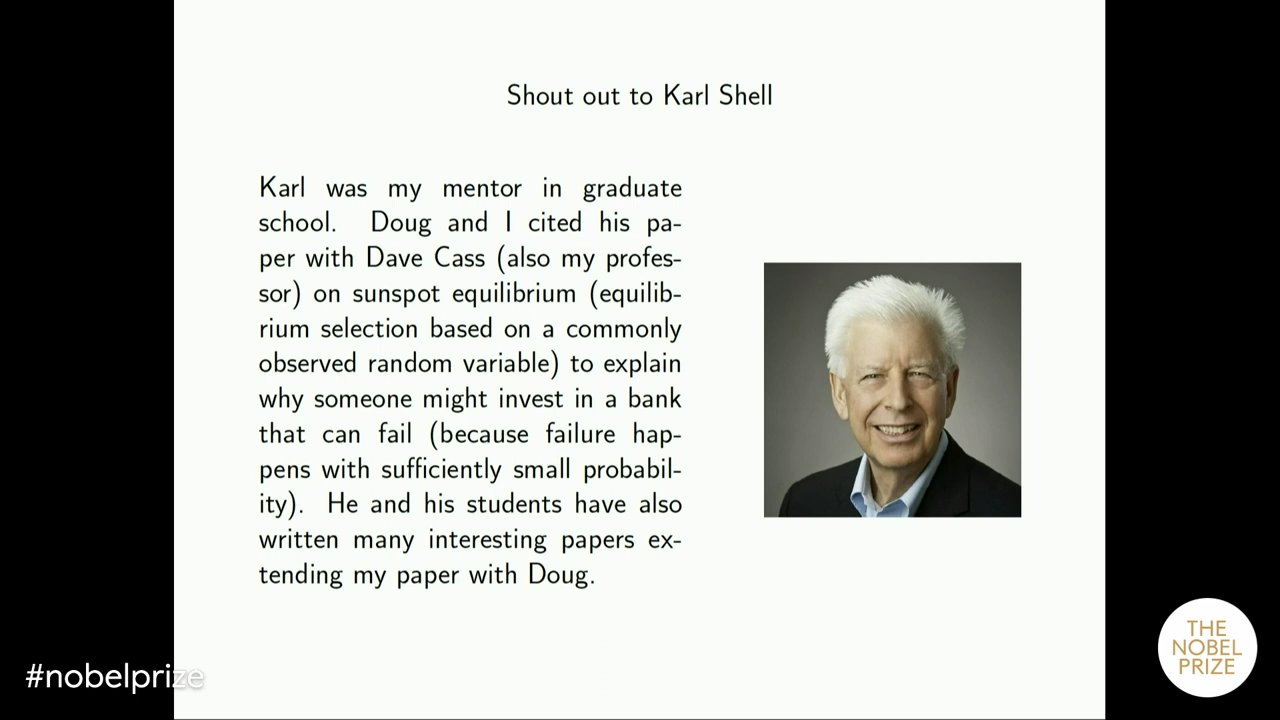 Shout out to Karl Shell
Karl was my mentor in graduate
school. Doug and I cited his pa-
per with Dave Cass (also my profes-
sor) on sunspot equilibrium (equilib-
rium selection based on a commonly
observed random variable) to explain
why someone might invest in a bank
that can fail (because failure hap-
pens with sufficiently small probabil-
ity). He and his students have also
written many interesting papers ex-
tending my paper with Doug.
#nobelprize
THE
NOBEL
PRIZE